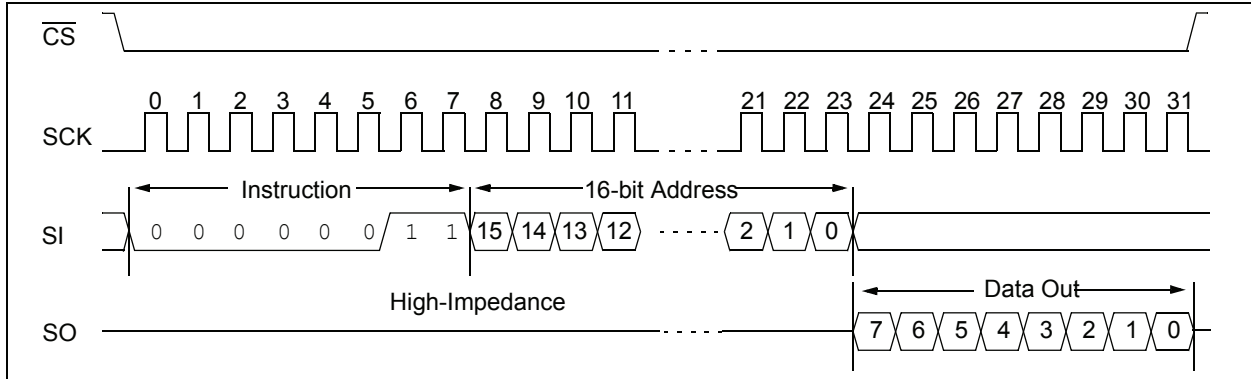 CS
0 1 2 3 4 5 6 7 8 9 10 11 21 22 23 24 25 26 27 28 29 30 31
SCK
Instruction 16-bit Address
SI 0 0 0 0 0 0 1 1 15 14 13 12 2 1 0
High-Impedance Data Out
SO 7 6 5 4 3 2 1 0